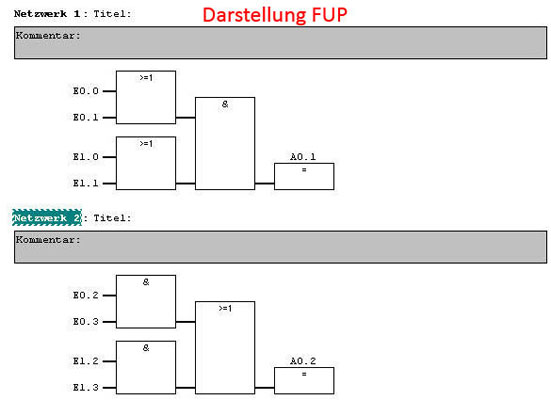 Netzwerk 1 : Titel: Darstellung FUP
Kommentar:
>=1
E0.0
&
E0.1
>=1
E1.0 A0.1
=
E1.1
Netzwerk 2 : Titel:
Kommentar:
&
E0.2
>=1
E0.3
&
E1.2 A0.2
=
E1.3